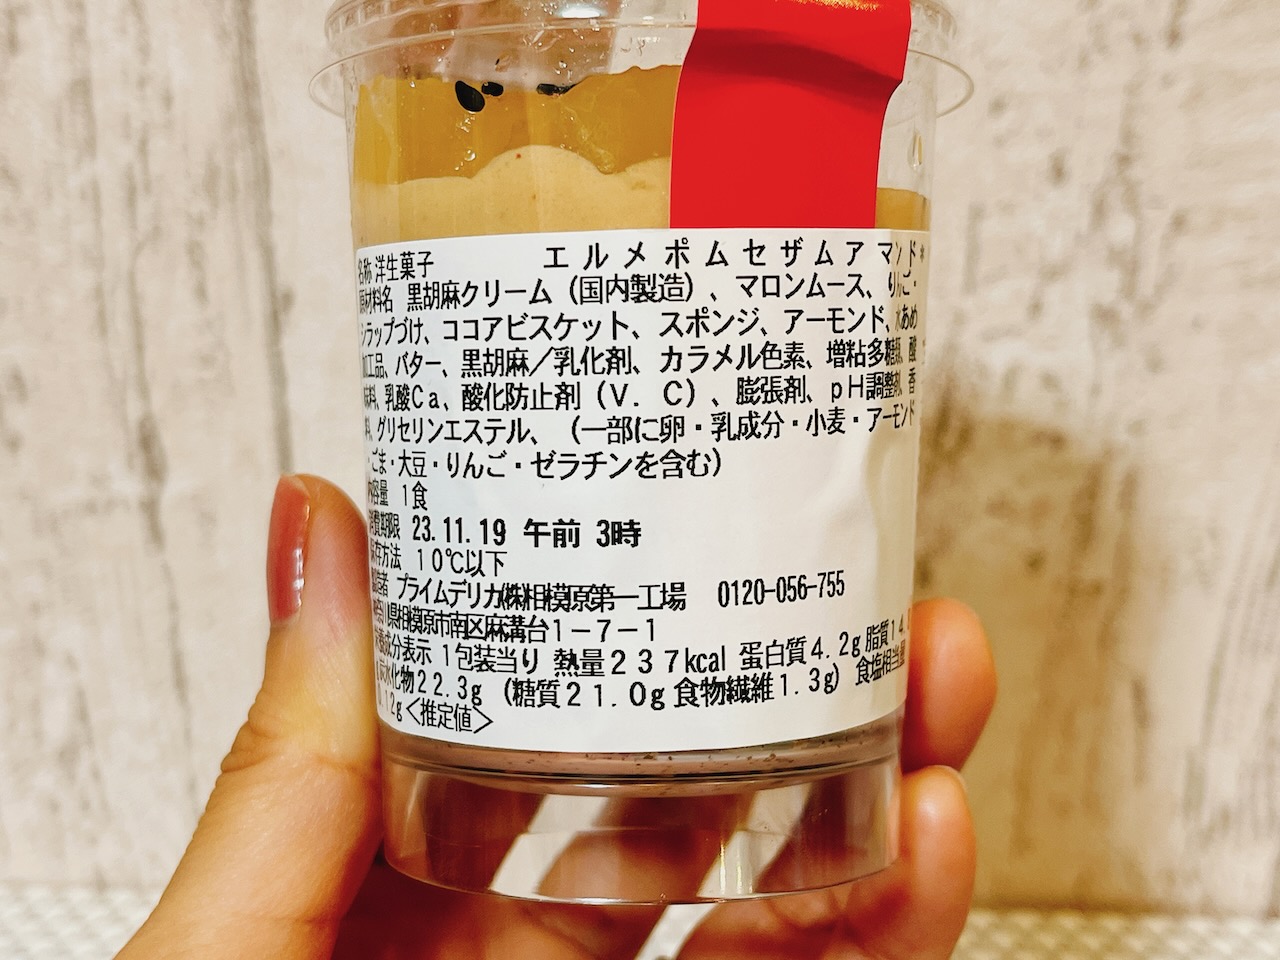 名称 洋生菓子 エルメポムセザムアマンド*
原材料名 黒胡麻クリーム（国内製造）、マロンムース、りんご・
シラップづけ、ココアビスケット、スポンジ、アーモンド、水あめ
加工品、バター、黒胡麻／乳化剤、カラメル色素、増粘多糖類、酸
味料、乳酸Ca、酸化防止剤（V．C）、膨張剤、pH調整剤、香
料、グリセリンエステル、（一部に卵・乳成分・小麦・アーモンド
・ごま・大豆・りんご・ゼラチンを含む）
内容量 1食
消費期限 23.11.19 午前 3時
保存方法 10℃以下
製造者 プライムデリカ(株)相模原第一工場 0120-056-755
神奈川県相模原市南区麻溝台1－7－1
栄養成分表示 1包装当り 熱量237kcal 蛋白質4.2g 脂質14.
炭水化物22.3g （糖質21.0g 食物繊維1.3g） 食塩相当量
0.12g＜推定値＞